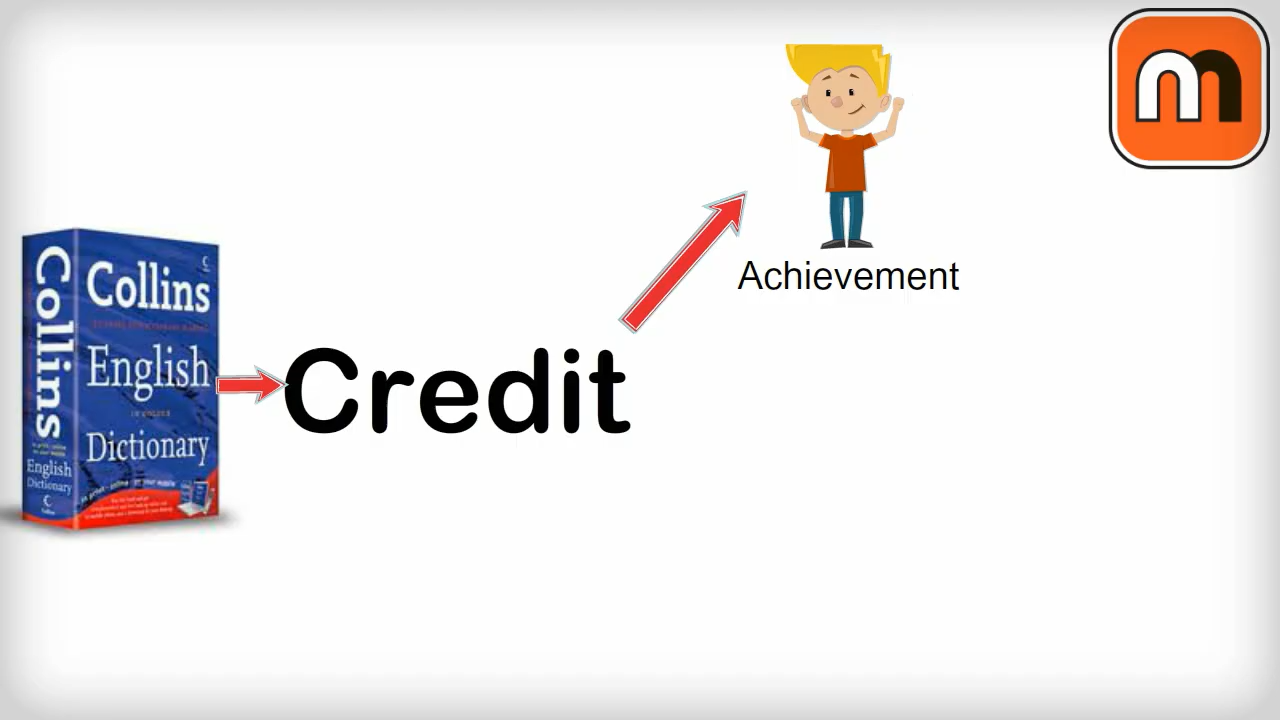 Collins
English
Dictionary
Collins
English
Dictionary
Credit
Achievement
m